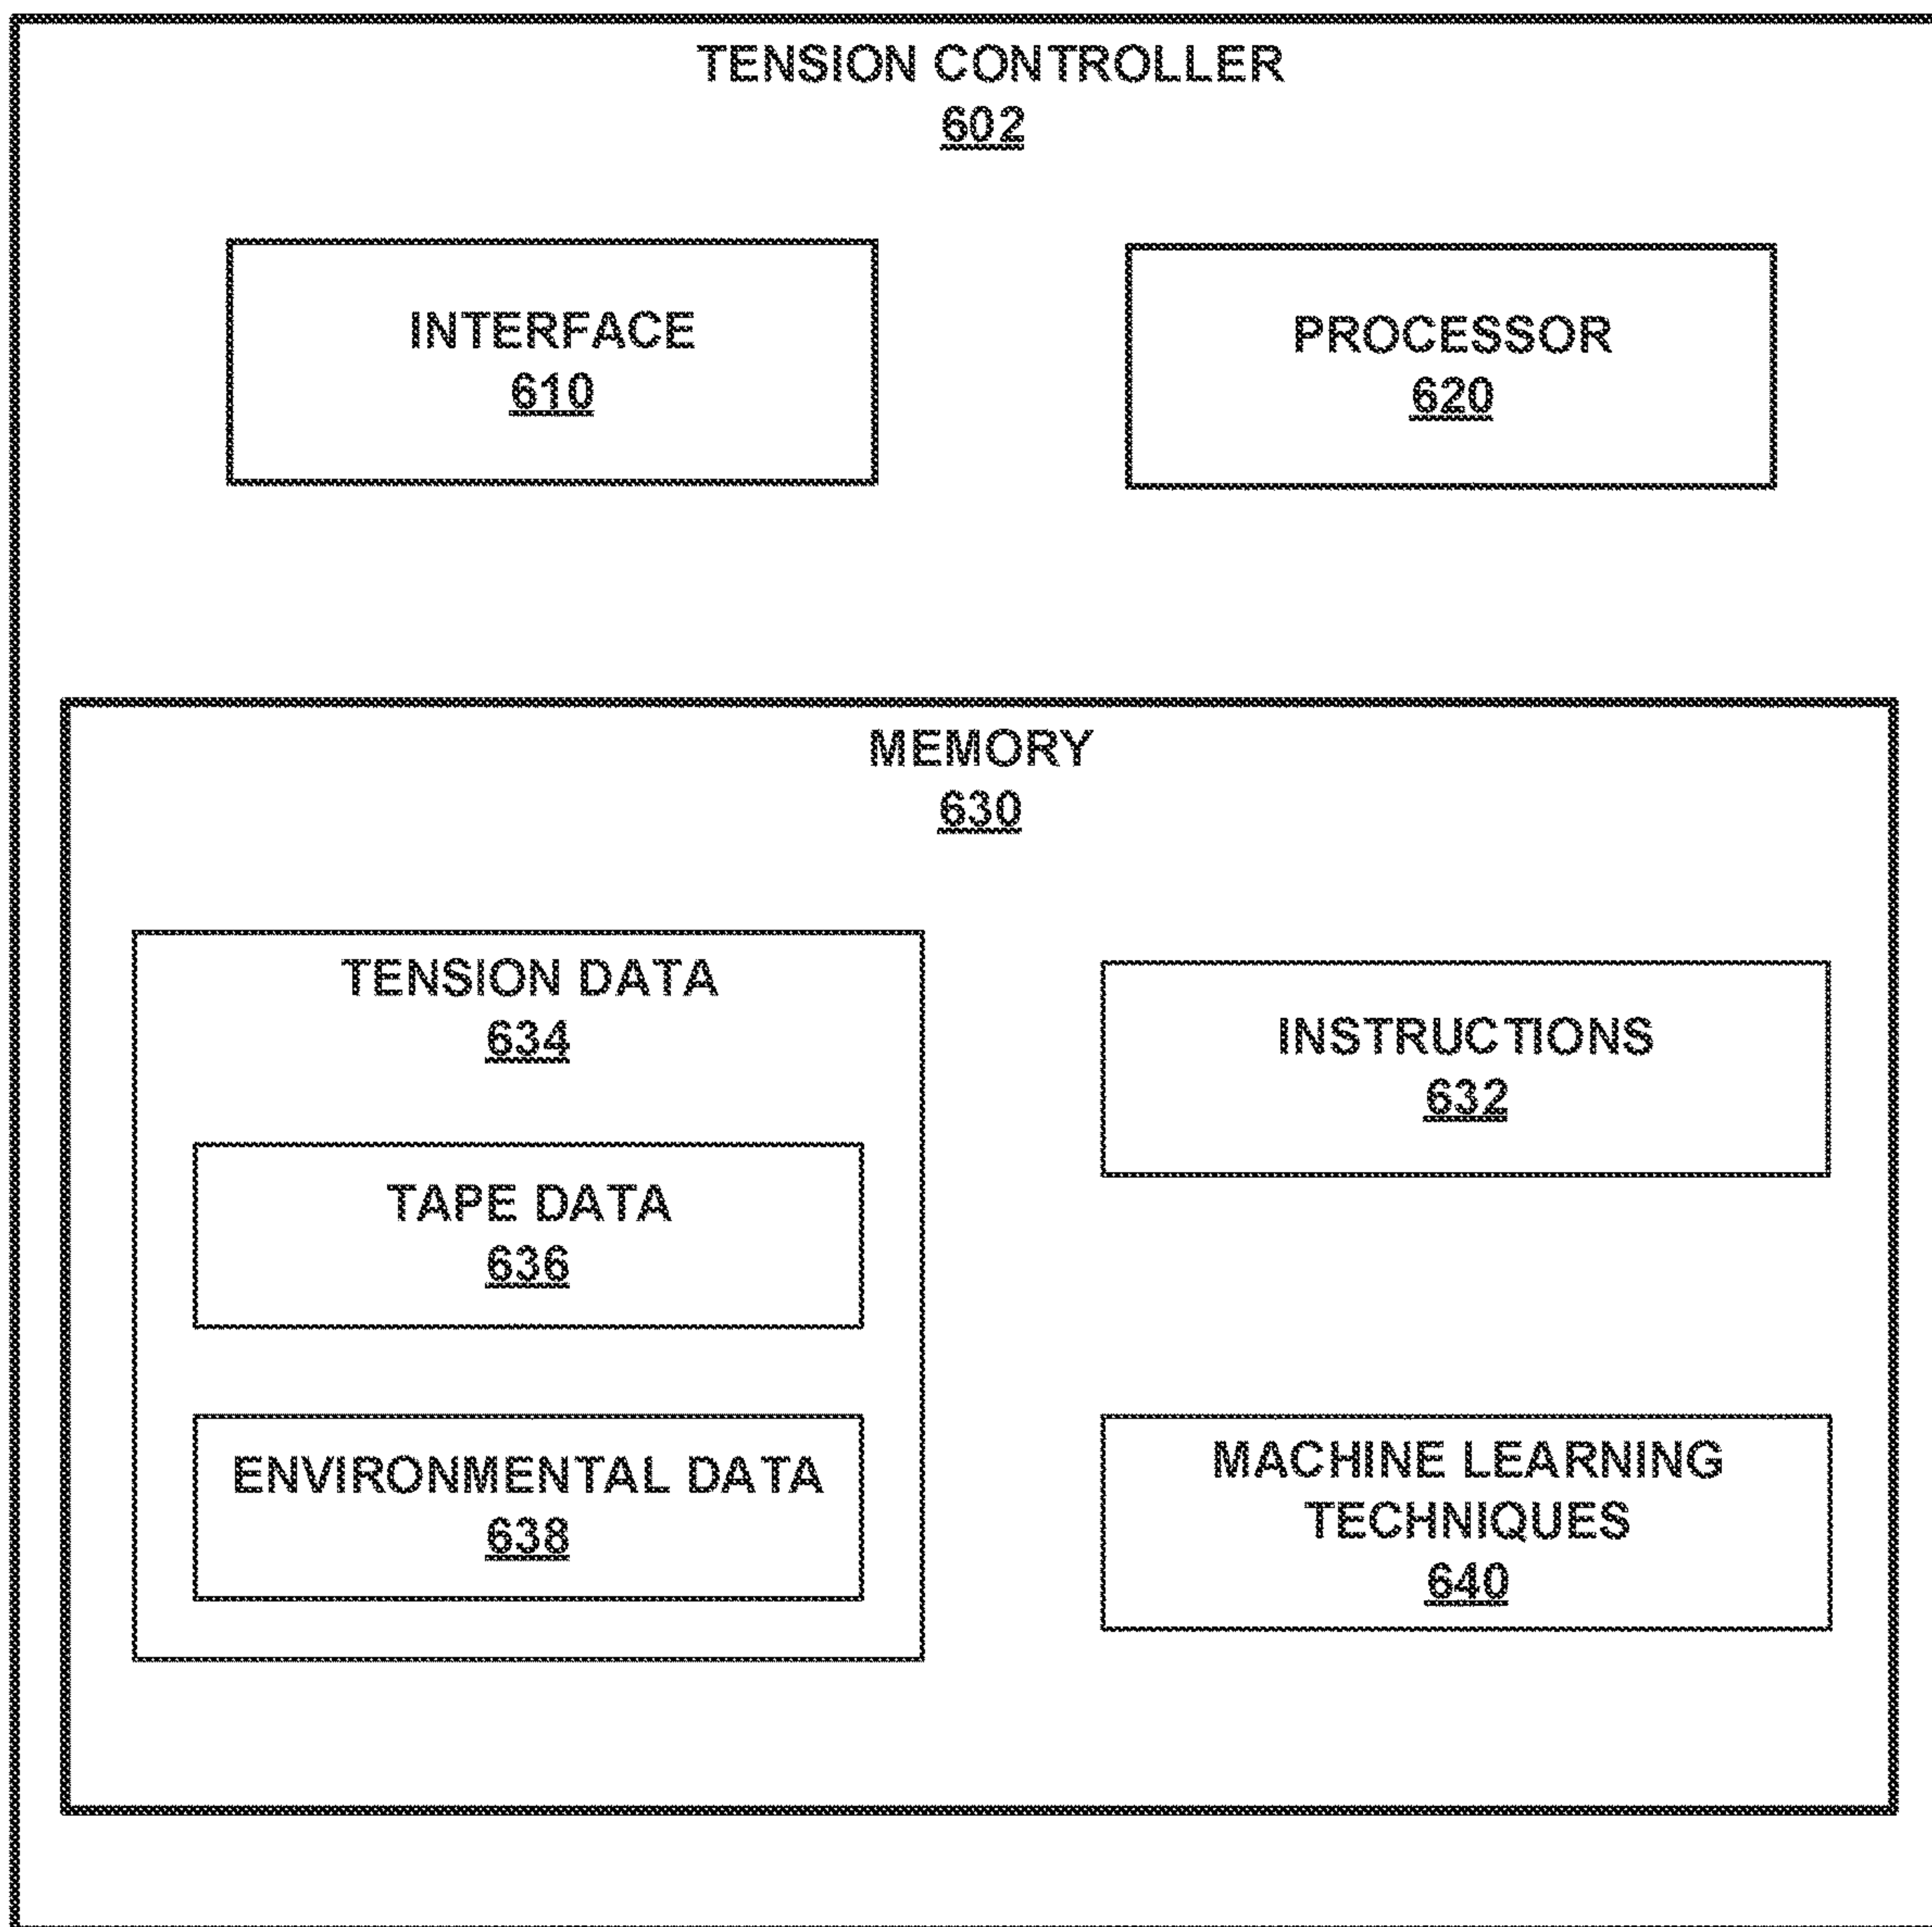 TENSION CONTROLLER
602
INTERFACE
610
PROCESSOR
620
MEMORY
630
TENSION DATA
634
TAPE DATA
636
ENVIRONMENTAL DATA
638
INSTRUCTIONS
632
MACHINE LEARNING
TECHNIQUES
640